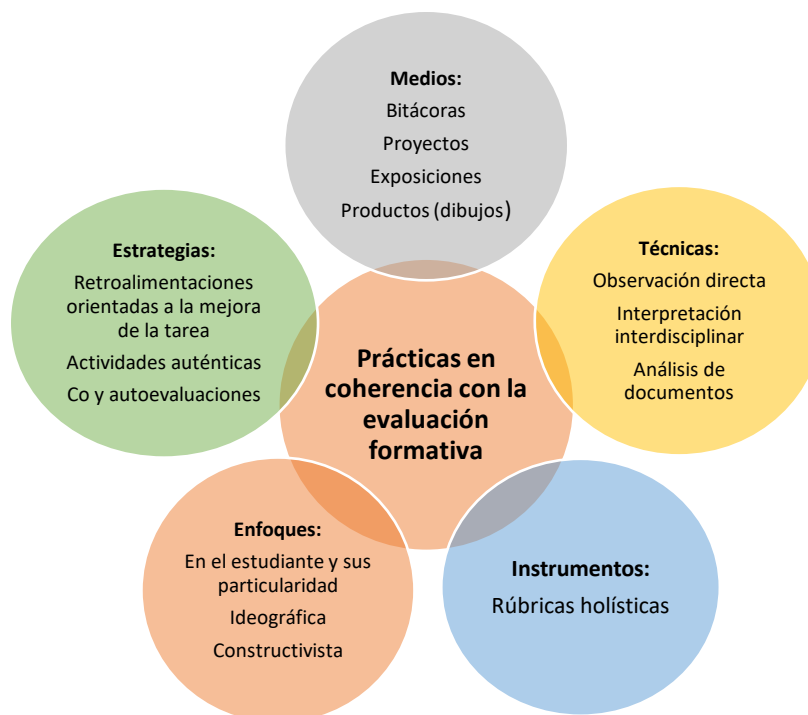 Medios:
Bitácoras
Proyectos
Exposiciones
Productos (dibujos)
Estrategias:
Retroalimentaciones
orientadas a la mejora
de la tarea
Actividades auténticas
Co y autoevaluaciones
Técnicas:
Observación directa
Interpretación
interdisciplinar
Análisis de
documentos
Prácticas en
coherencia con la
evaluación
formativa
Enfoques:
En el estudiante y sus
particularidad
Ideográfica
Constructivista
Instrumentos:
Rúbricas holísticas